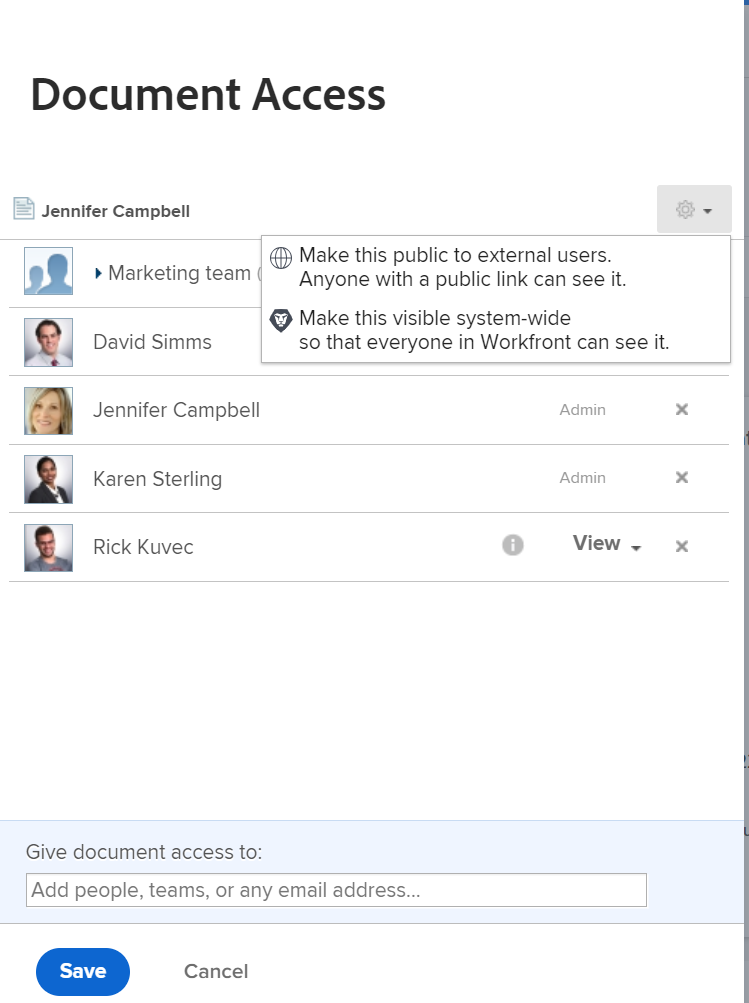 Document Access
Jennifer Campbell
Make this public to external users.
Anyone with a public link can see it.
Make this visible system-wide
so that everyone in Workfront can see it.
Marketing team (
David Simms
Jennifer Campbell Admin
Karen Sterling Admin
Rick Kuvec View
Give document access to:
Add people, teams, or any email address...
Save Cancel